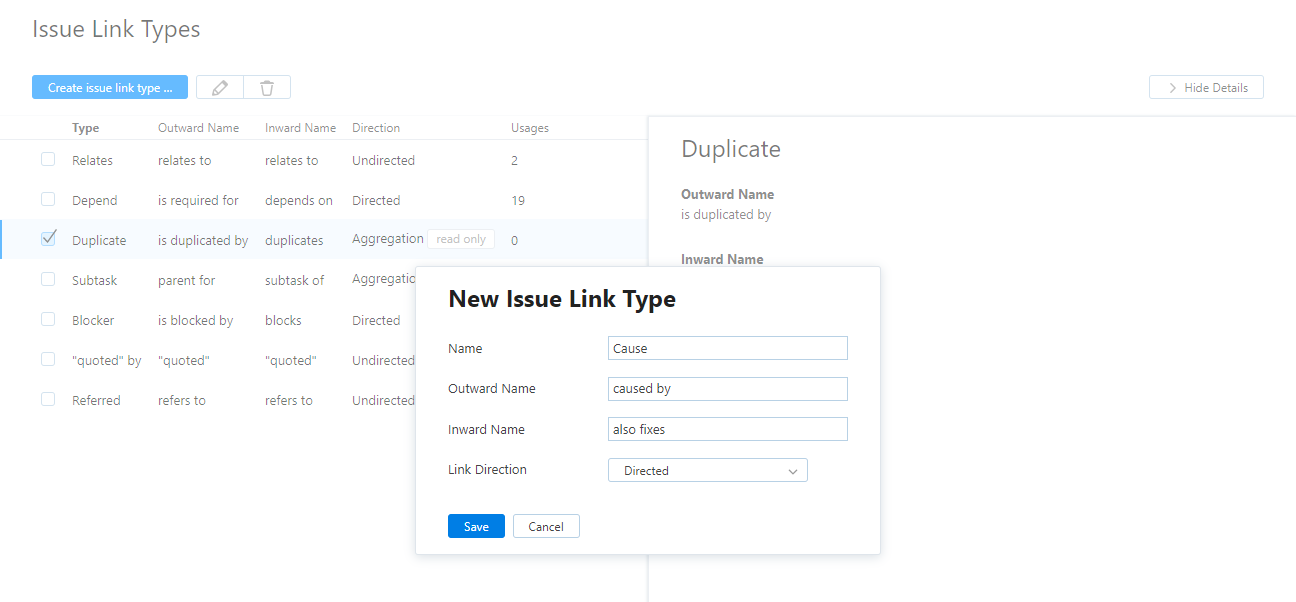 Issue Link Types
Create issue link type ...
Hide Details
Type Outward Name Inward Name Direction Usages
Relates relates to relates to Undirected 2
Depend is required for depends on Directed 19
Duplicate is duplicated by duplicates Aggregation read only 0
Subtask parent for subtask of Aggregatio
Blocker is blocked by blocks Directed
"quoted" by "quoted" "quoted" Undirected
Referred refers to refers to Undirected
Duplicate
Outward Name
is duplicated by
Inward Name
New Issue Link Type
Name Cause
Outward Name caused by
Inward Name also fixes
Link Direction Directed
Save Cancel